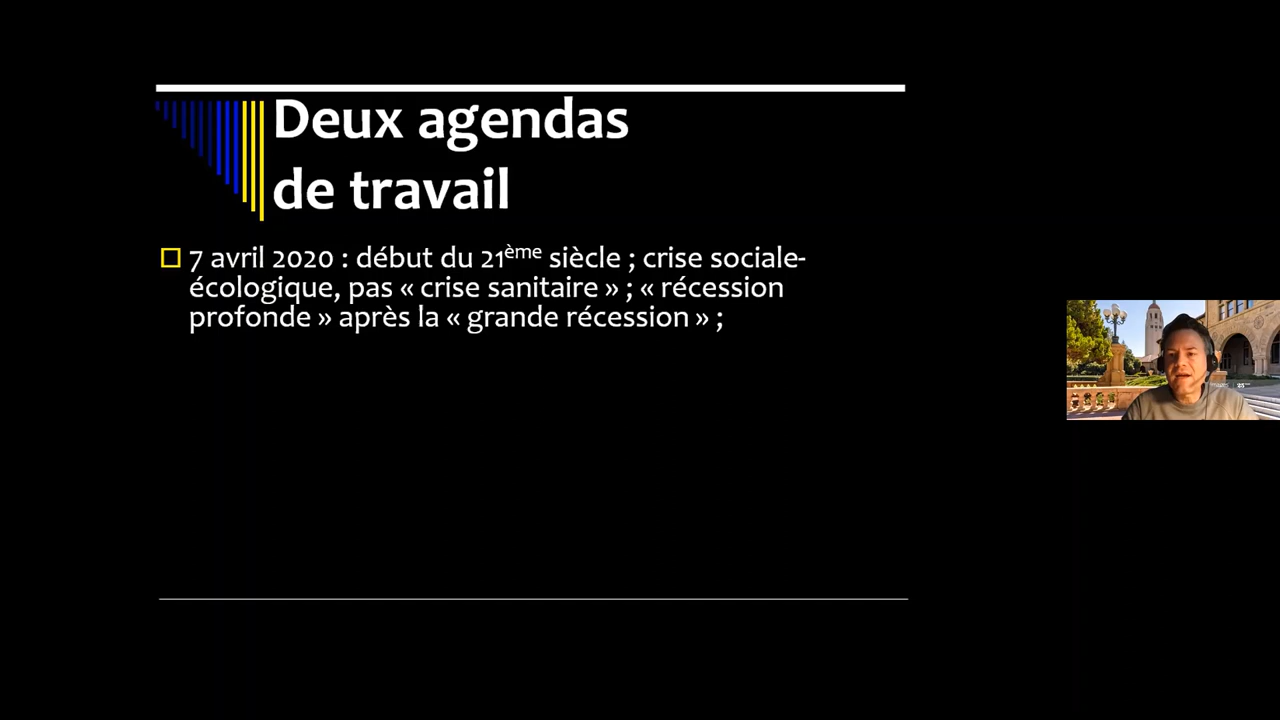 Deux agendas
de travail
7 avril 2020 : début du 21ème siècle ; crise sociale-
écologique, pas « crise sanitaire » ; « récession
profonde » après la « grande récession » ;